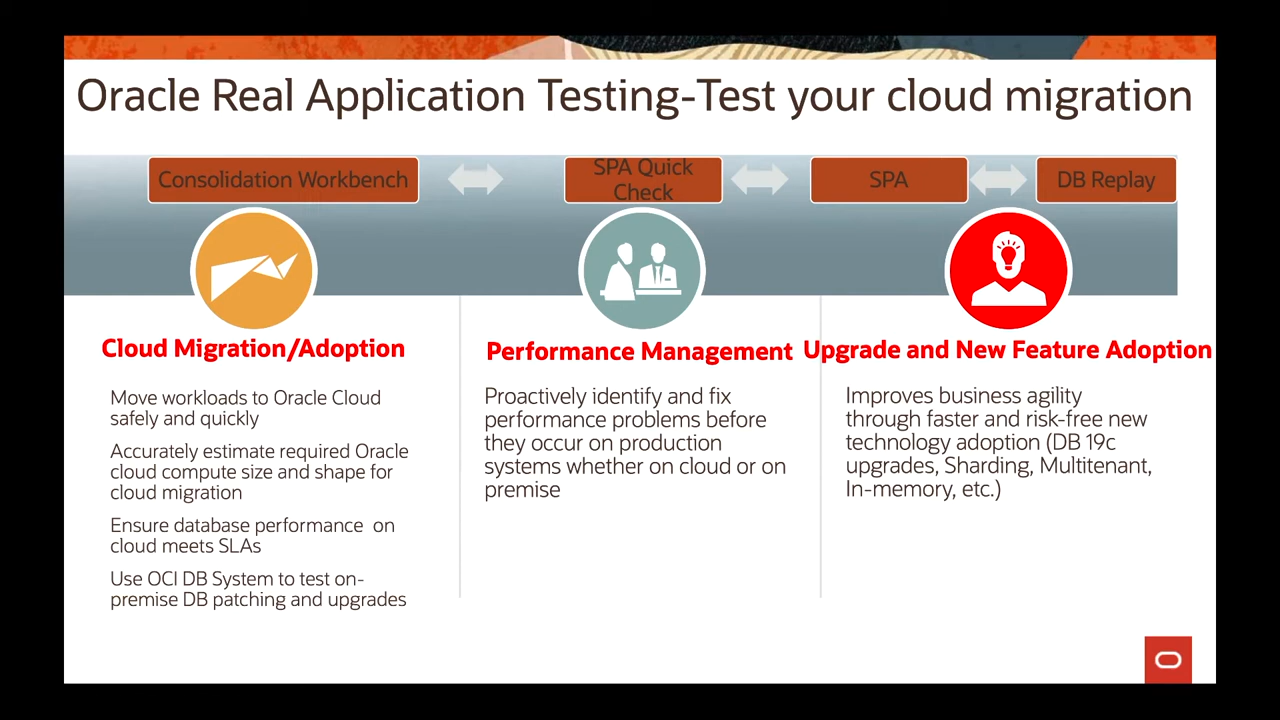 Oracle Real Application Testing-Test your cloud migration
Consolidation Workbench
SPA Quick
Check
SPA
DB Replay
Cloud Migration/Adoption
Move workloads to Oracle Cloud
safely and quickly
Accurately estimate required Oracle
cloud compute size and shape for
cloud migration
Ensure database performance on
cloud meets SLAs
Use OCI DB System to test on-
premise DB patching and upgrades
Performance Management
Proactively identify and fix
performance problems before
they occur on production
systems whether on cloud or on
premise
Upgrade and New Feature Adoption
Improves business agility
through faster and risk-free new
technology adoption (DB 19c
upgrades, Sharding, Multitenant,
In-memory, etc.)